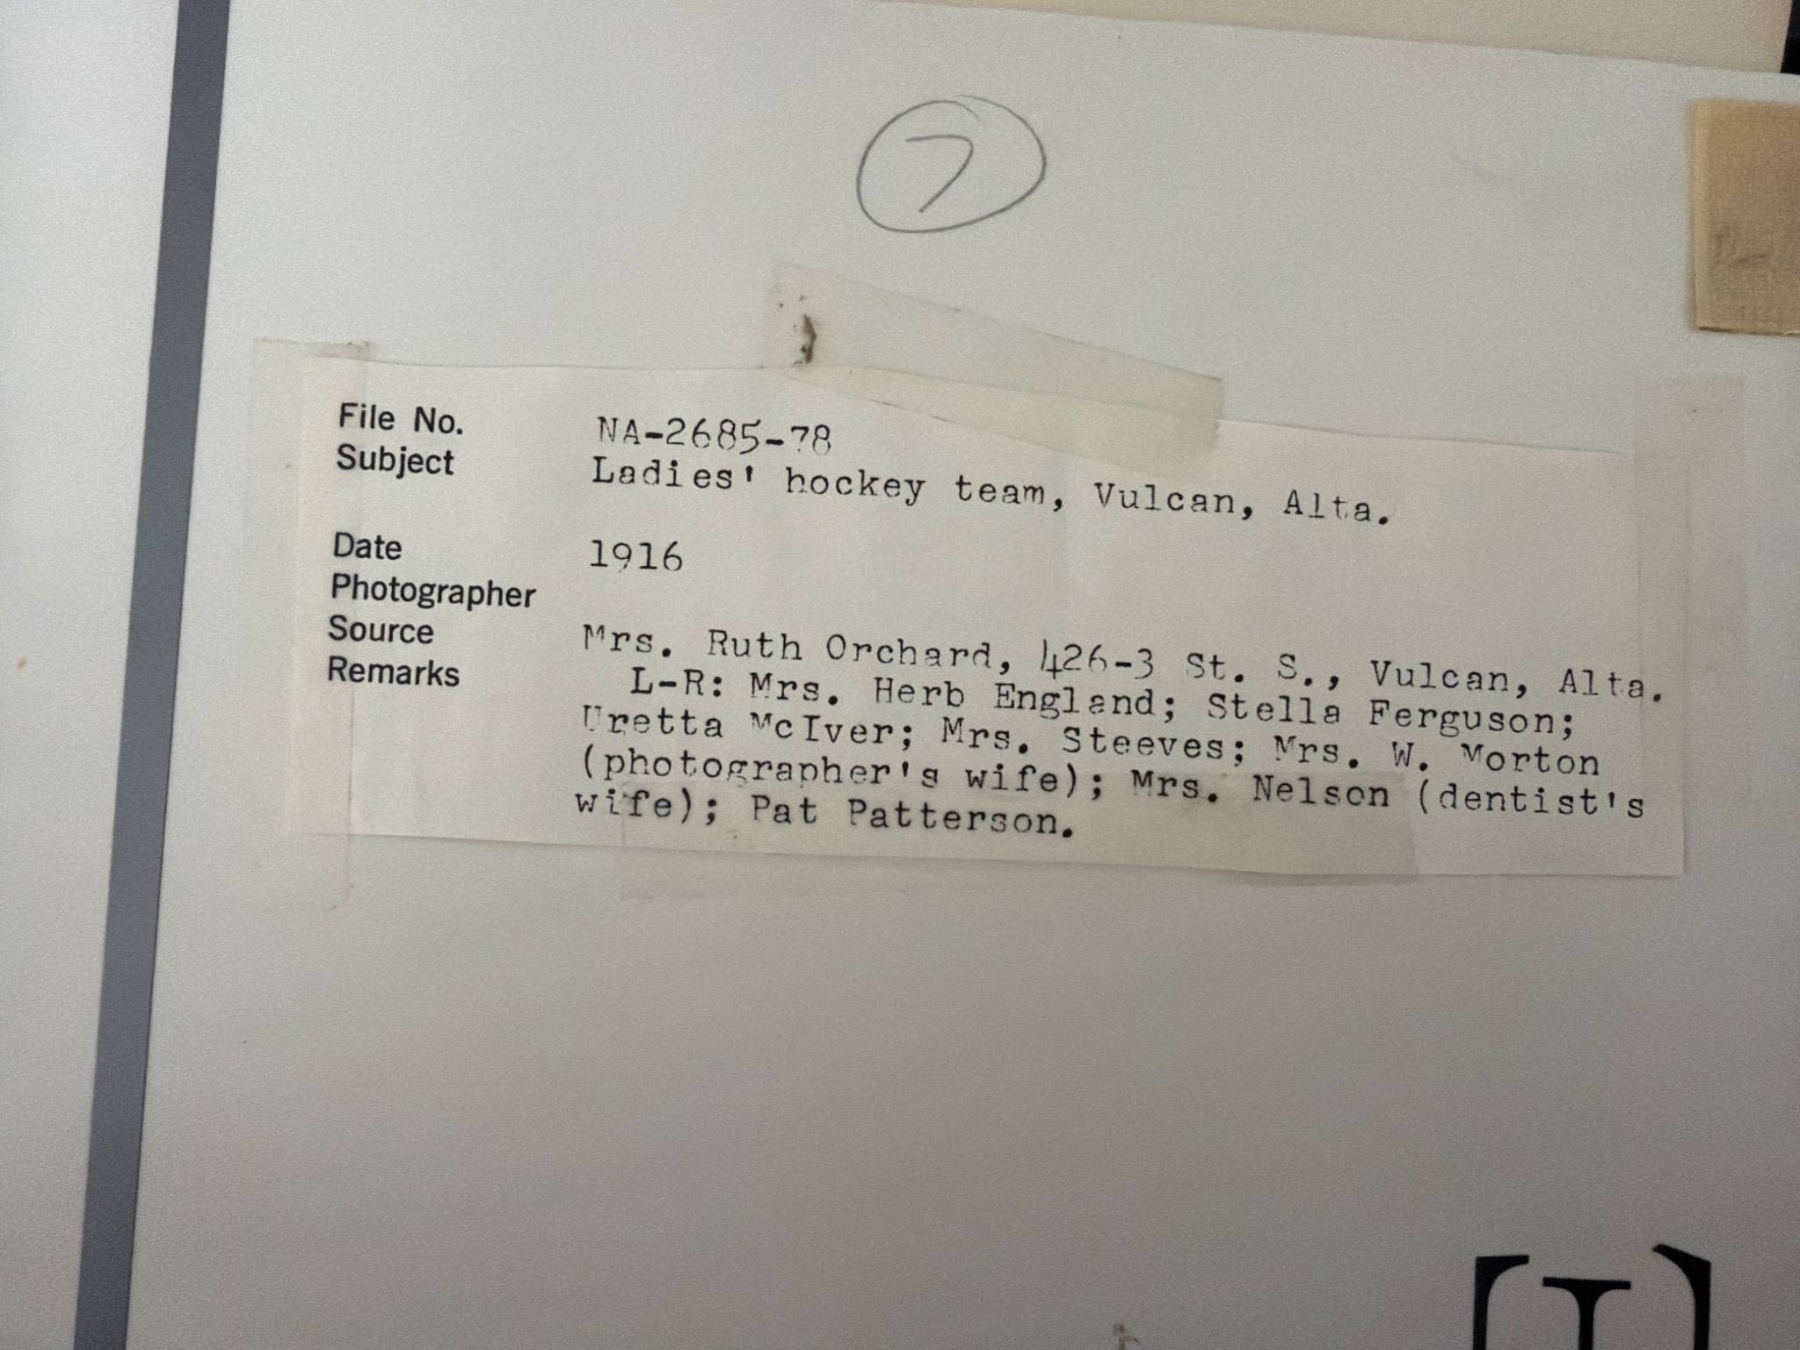 7
File No. NA-2685-78
Subject Ladies' hockey team, Vulcan, Alta.
Date 1916
Photographer
Source Mrs. Ruth Orchard, 426-3 St. S., Vulcan, Alta.
Remarks L-R: Mrs. Herb England; Stella Ferguson;
Uretta McIver; Mrs. Steeves; Mrs. W. Morton
(photographer's wife); Mrs. Nelson (dentist's
wife); Pat Patterson.